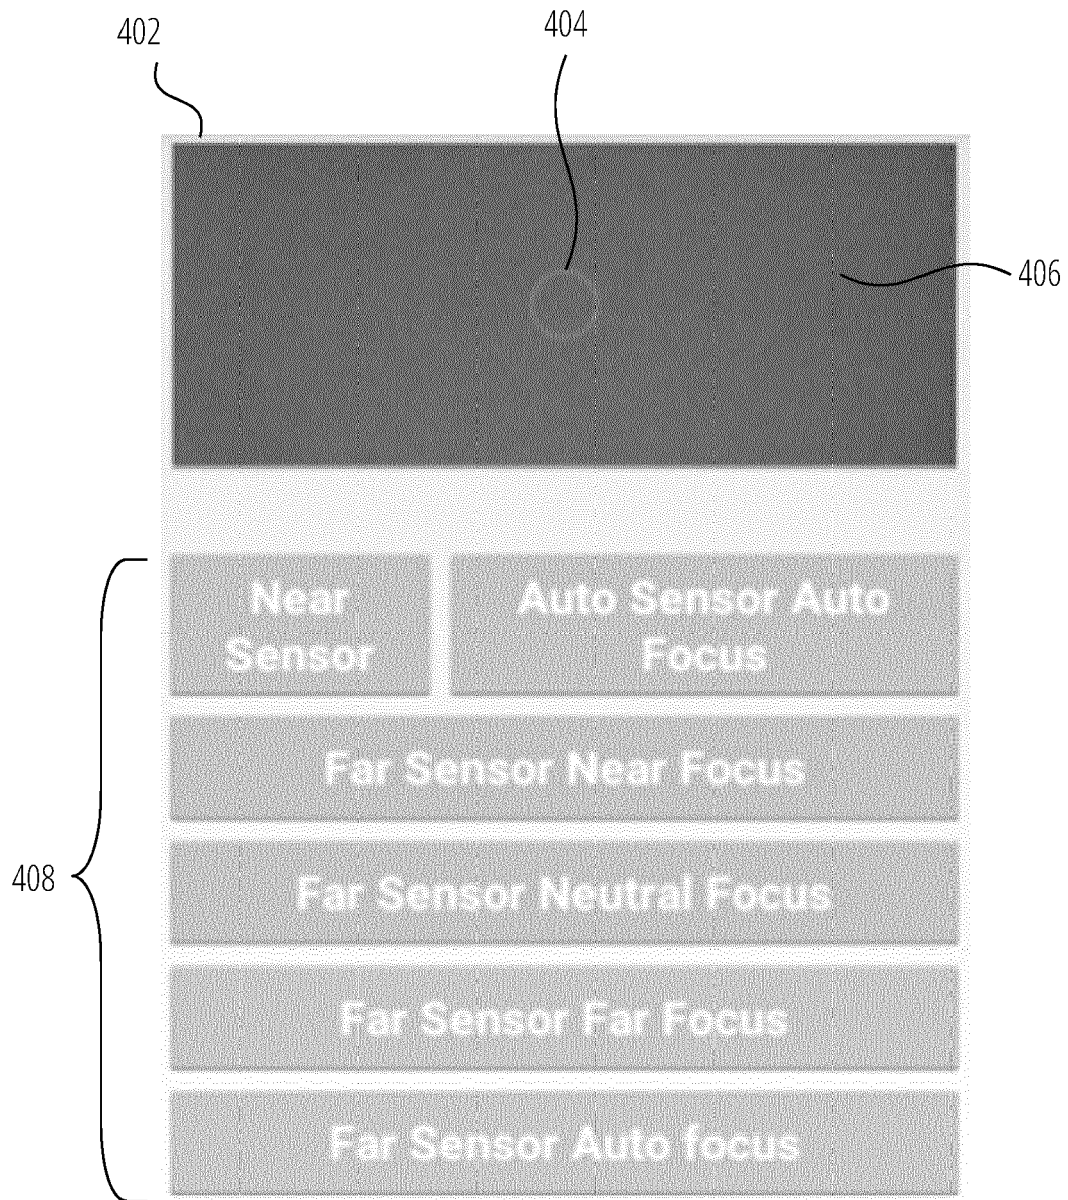 402
404
406
408
Near
Sensor
Auto Sensor Auto
Focus
Far Sensor Near Focus
Far Sensor Neutral Focus
Far Sensor Far Focus
Far Sensor Auto focus